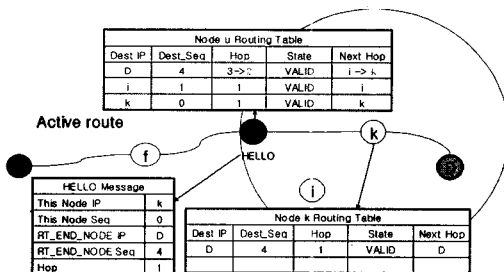 Node u Routing Table
Dest IP Dest_Seq Hop State Next Hop
D 4 3-> VALID i -> k
i 1 1 VALID i
k 0 1 VALID k
Active route
f
k
HELLO
i
HELLO Message
This Node IP k
This Node Seq 0
RT_END_NODE IP D
RT_END_NODE Seq 4
Hop 1
Node k Routing Table
Dest IP Dest_Seq Hop State Next Hop
D 4 1 VALID D